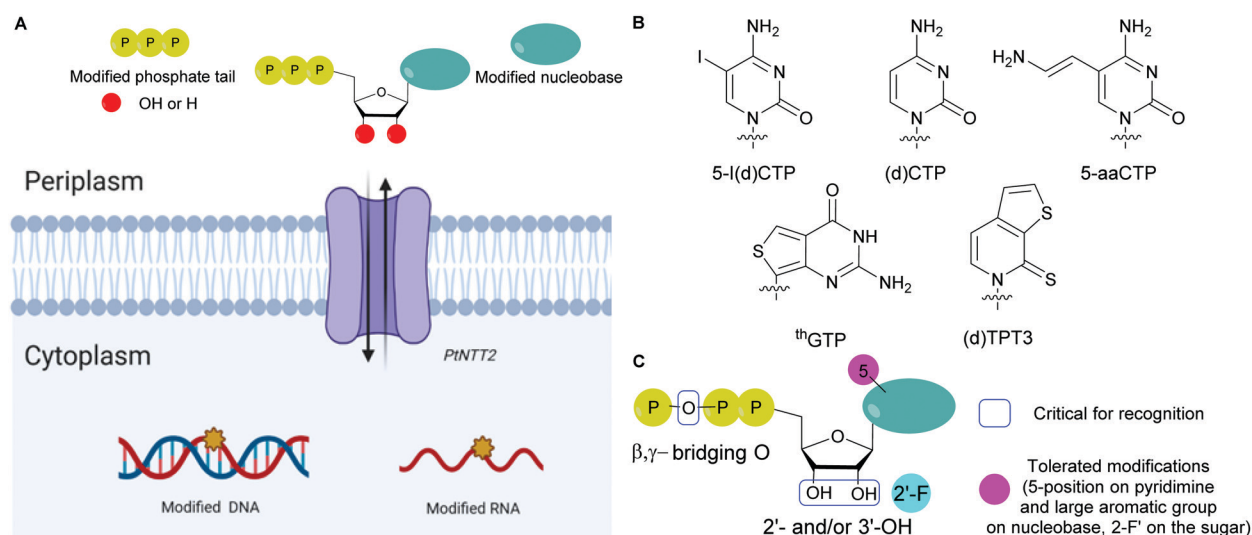 A
P P P
Modified phosphate tail
OH or H
P P P
O
Modified nucleobase
Periplasm
Cytoplasm
PtNTT2
Modified DNA
Modified RNA
B
NH2
I
N
N
O
5-I(d)CTP
NH2
N
N
O
(d)CTP
H2N
NH2
N
N
O
5-aaCTP
O
S
NH
N
NH2
thGTP
S
N
S
(d)TPT3
C
5
P O P P
β,γ– bridging O
O
OH OH
2'-F
2'- and/or 3'-OH
Critical for recognition
Tolerated modifications
(5-position on pyridimine
and large aromatic group
on nucleobase, 2-F' on the sugar)